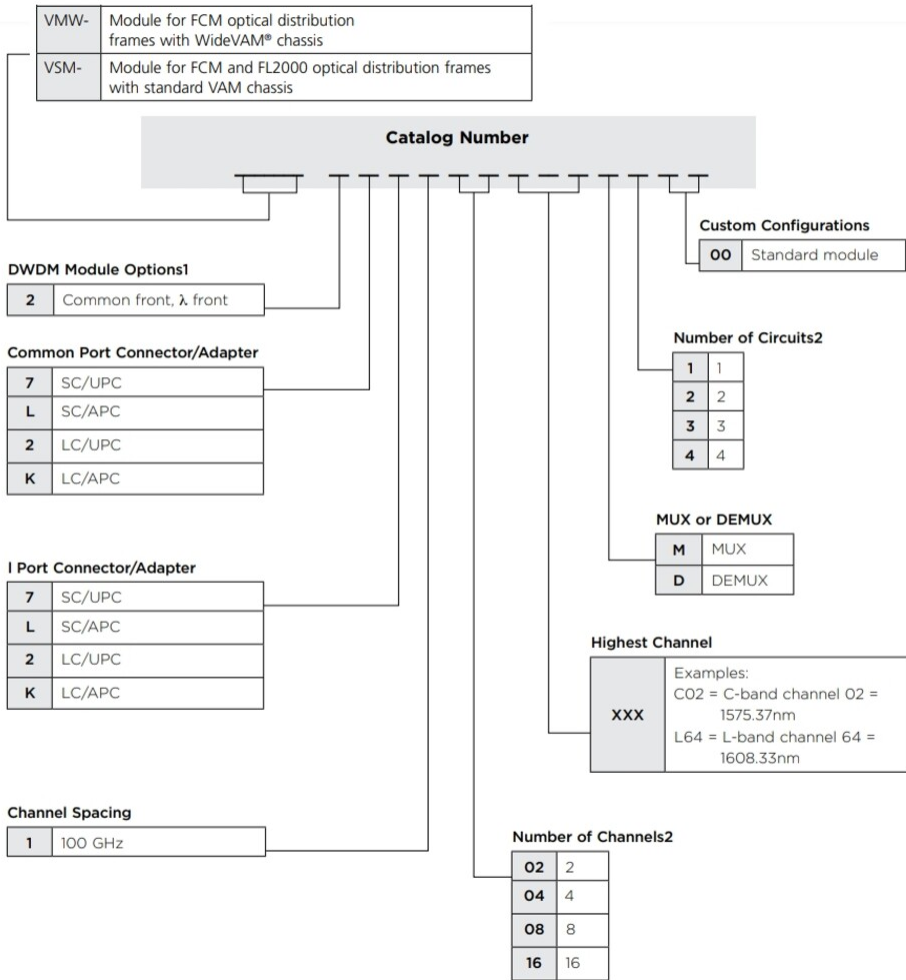 VMW- Module for FCM optical distribution
frames with WideVAM® chassis
VSM- Module for FCM and FL2000 optical distribution frames
with standard VAM chassis
Catalog Number
Custom Configurations
00 Standard module
DWDM Module Options1
2 Common front, λ front
Number of Circuits2
1 1
2 2
3 3
4 4
Common Port Connector/Adapter
7 SC/UPC
L SC/APC
2 LC/UPC
K LC/APC
MUX or DEMUX
M MUX
D DEMUX
l Port Connector/Adapter
7 SC/UPC
L SC/APC
2 LC/UPC
K LC/APC
Highest Channel
XXX
Examples:
C02 = C-band channel 02 =
1575.37nm
L64 = L-band channel 64 =
1608.33nm
Channel Spacing
1 100 GHz
Number of Channels2
02 2
04 4
08 8
16 16